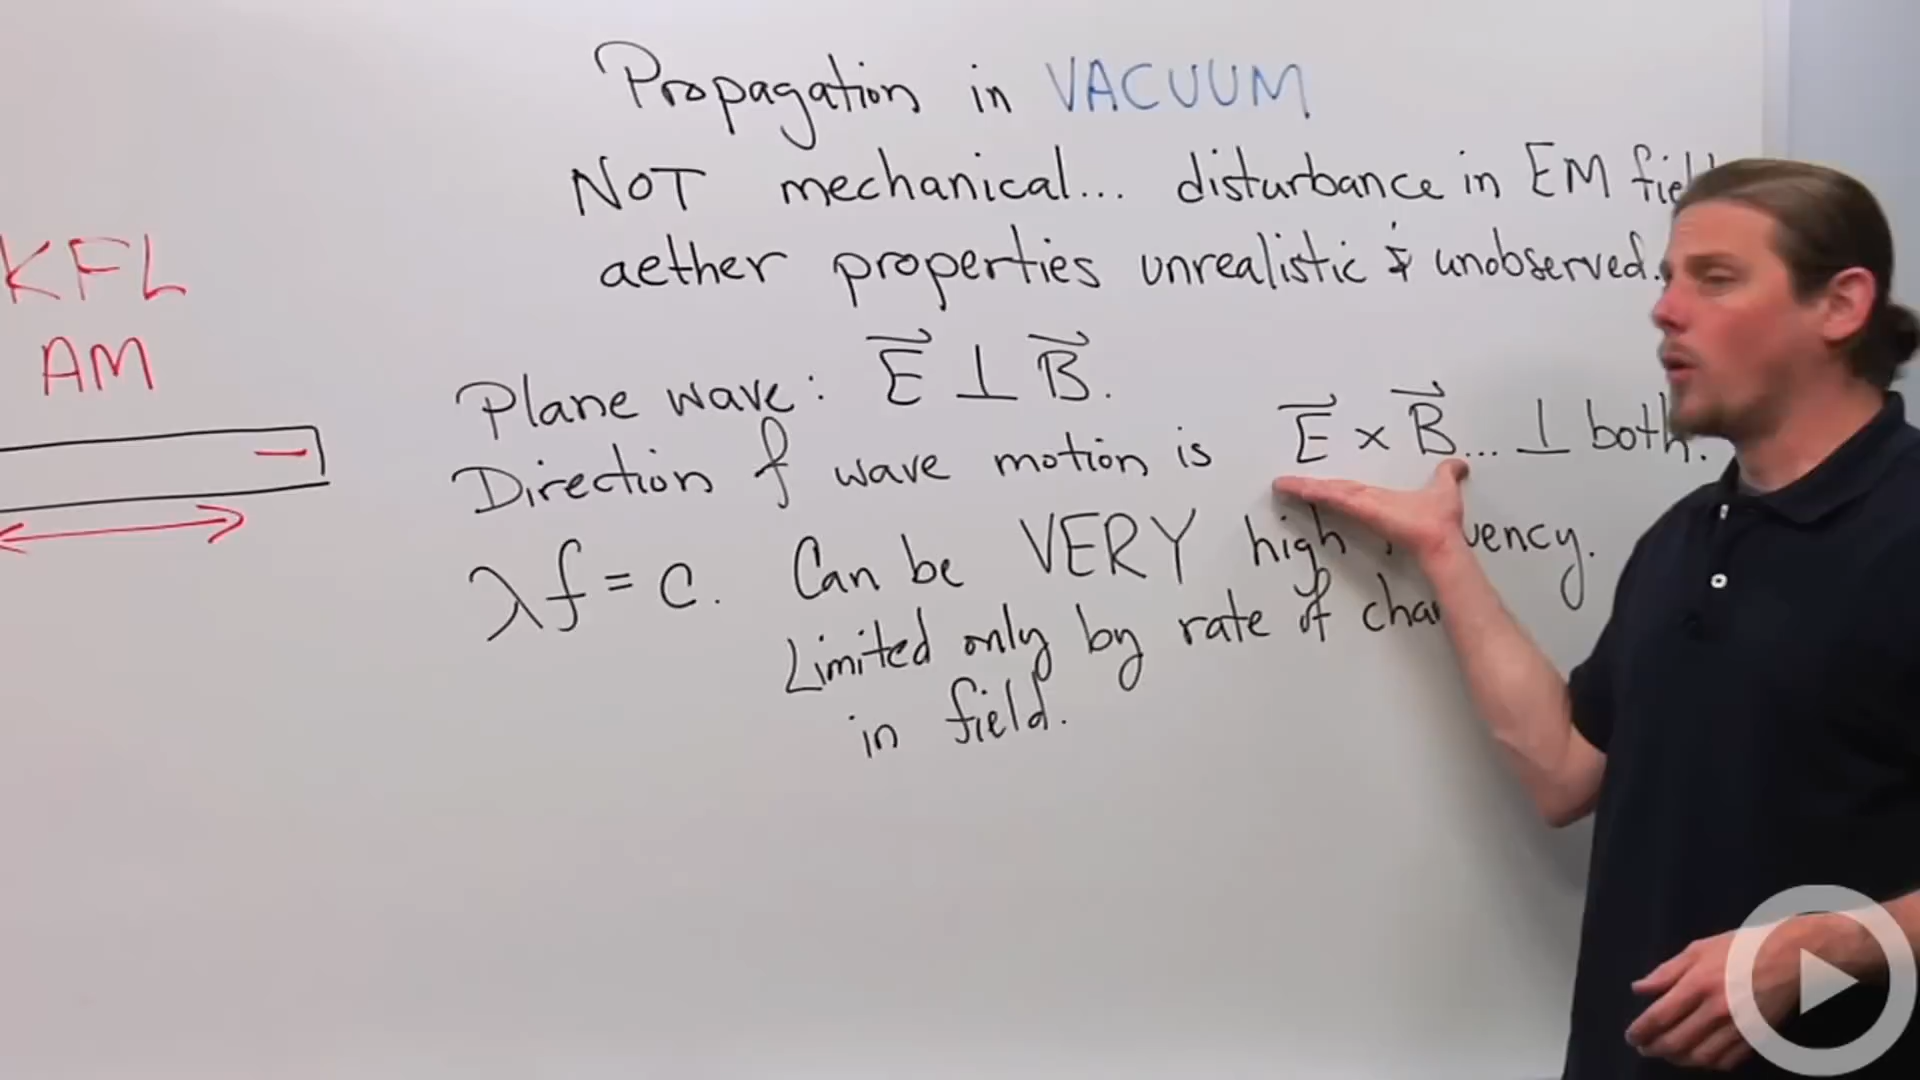 Propagation in VACUUM
NOT mechanical... disturbance in EM
aether properties unrealistic & unobserved.
KFL
AM
Plane wave: E⃗ ⊥ B⃗.
Direction of wave motion is E⃗ × B⃗... ⊥ both.
λf = c. Can be VERY high
Limited only by rate of
in field.
−